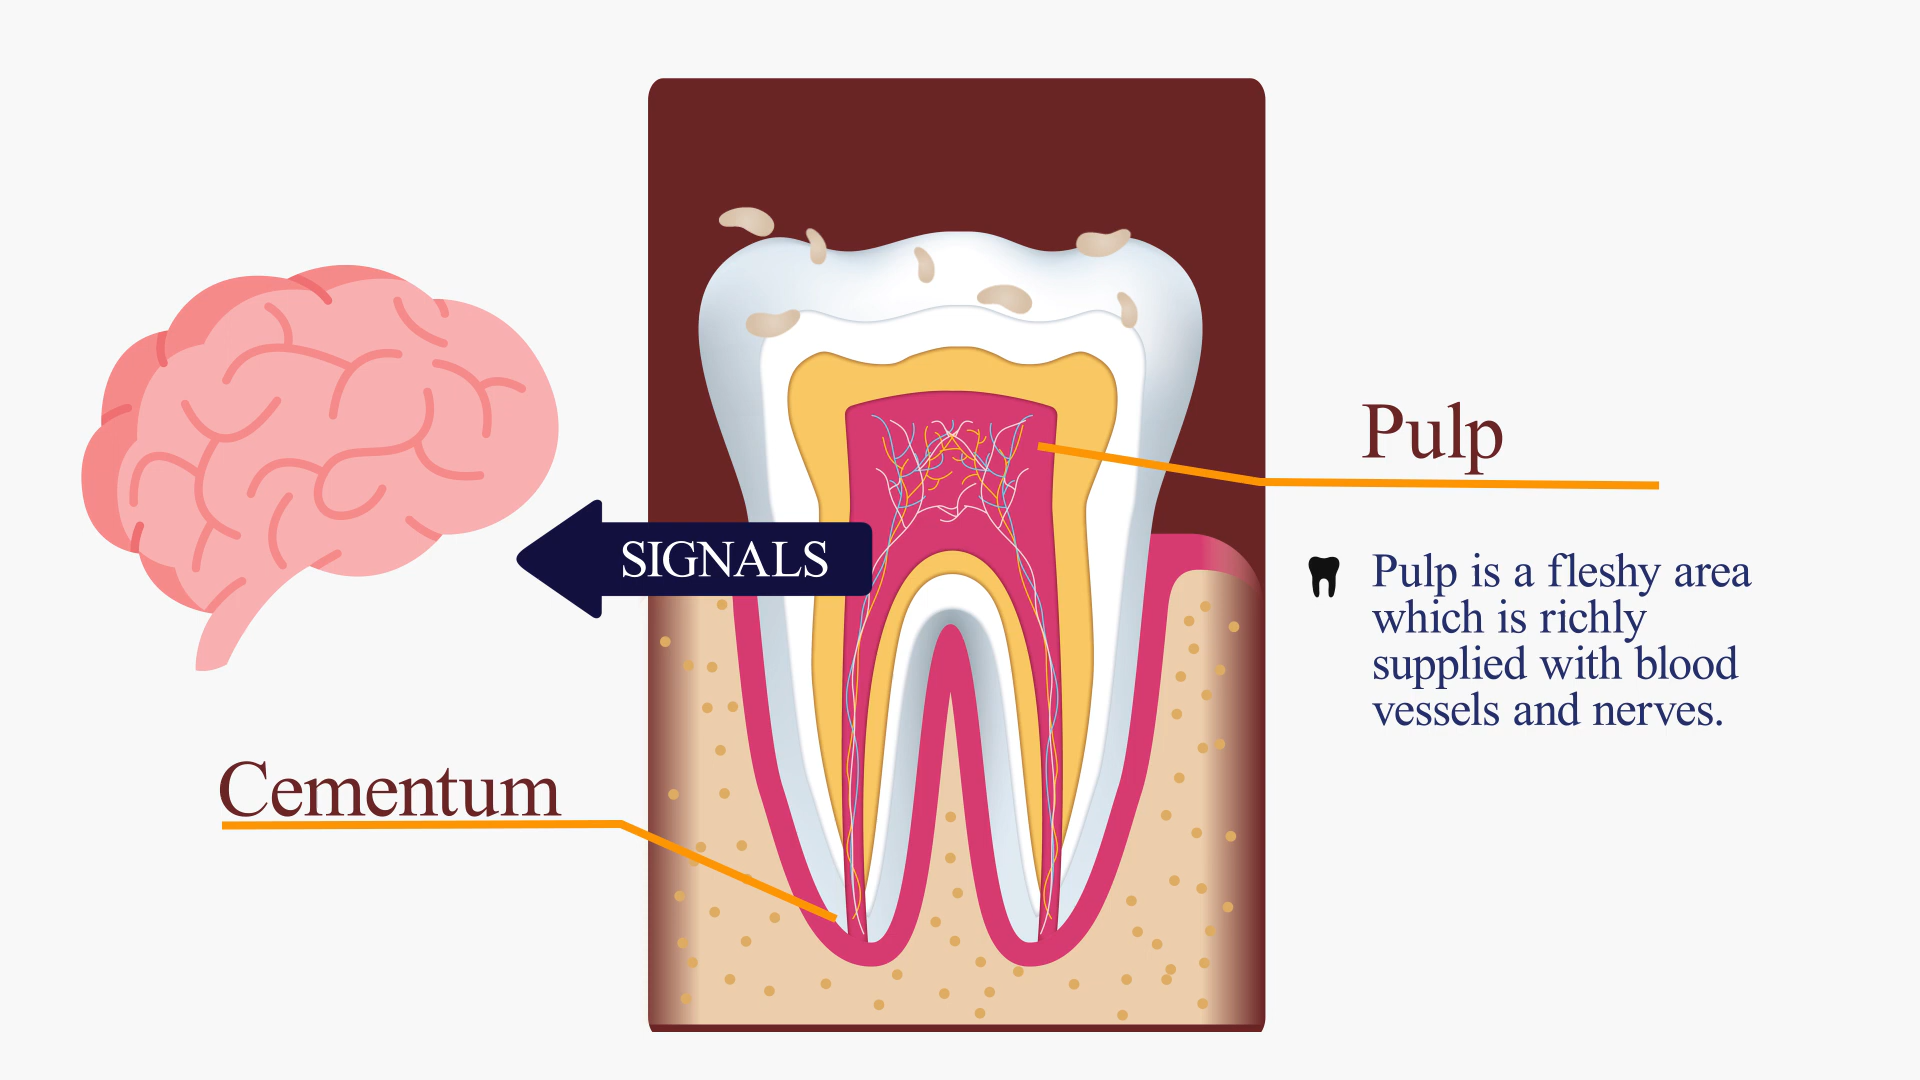 Pulp
SIGNALS
Pulp is a fleshy area
which is richly
supplied with blood
vessels and nerves.
Cementum